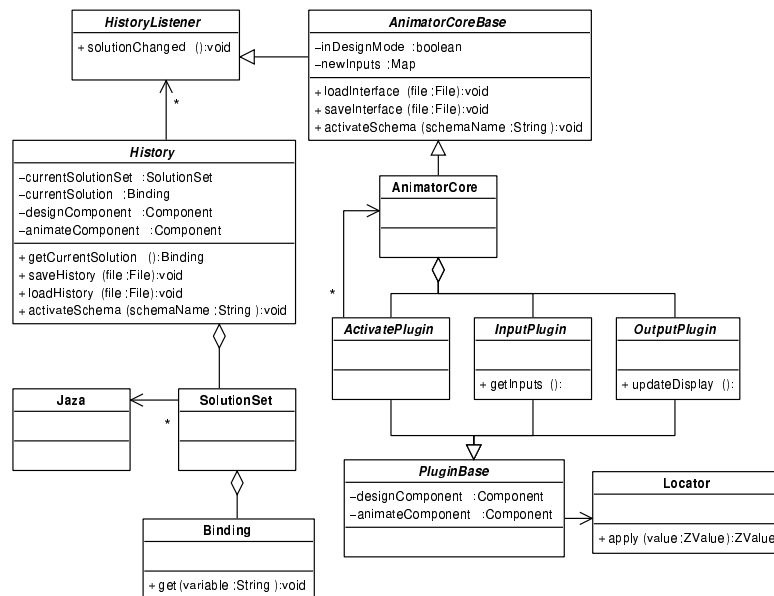 HistoryListener
+ solutionChanged ():void
AnimatorCoreBase
-inDesignMode :boolean
-newInputs :Map
+ loadInterface (file :File):void
+ saveInterface (file :File):void
+ activateSchema (schemaName :String ):void
*
History
-currentSolutionSet :SolutionSet
-currentSolution :Binding
-designComponent :Component
-animateComponent :Component
+ getCurrentSolution ():Binding
+ saveHistory (file :File):void
+ loadHistory (file :File):void
+ activateSchema (schemaName :String ):void
AnimatorCore
*
ActivatePlugin
InputPlugin
+ getInputs ():
OutputPlugin
+ updateDisplay ():
Jaza
*
SolutionSet
PluginBase
-designComponent :Component
-animateComponent :Component
Locator
+ apply (value :ZValue):ZValue
Binding
+ get (variable :String ):void